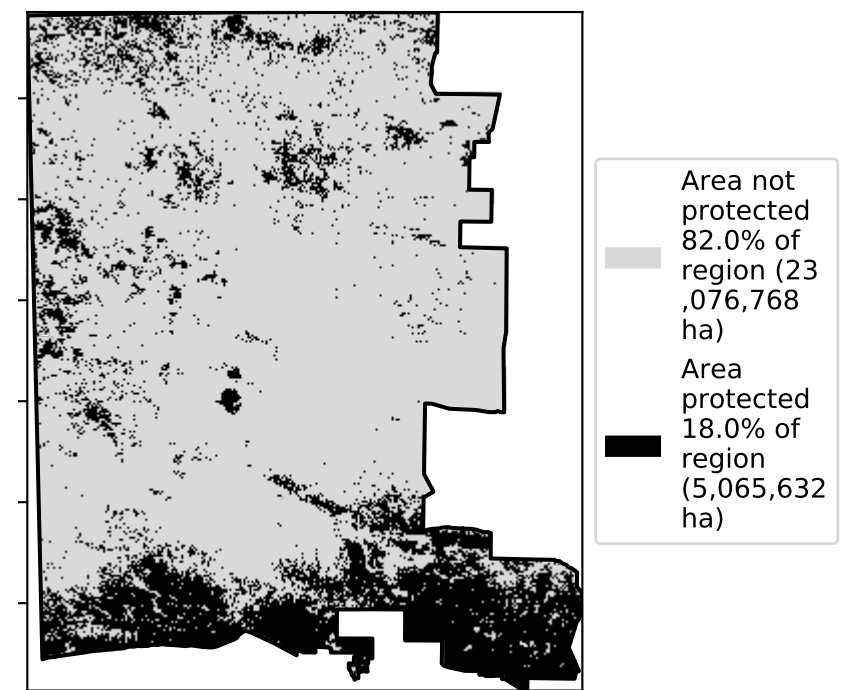 Area not
protected
82.0% of
region (23
,076,768
ha)
Area
protected
18.0% of
region
(5,065,632
ha)